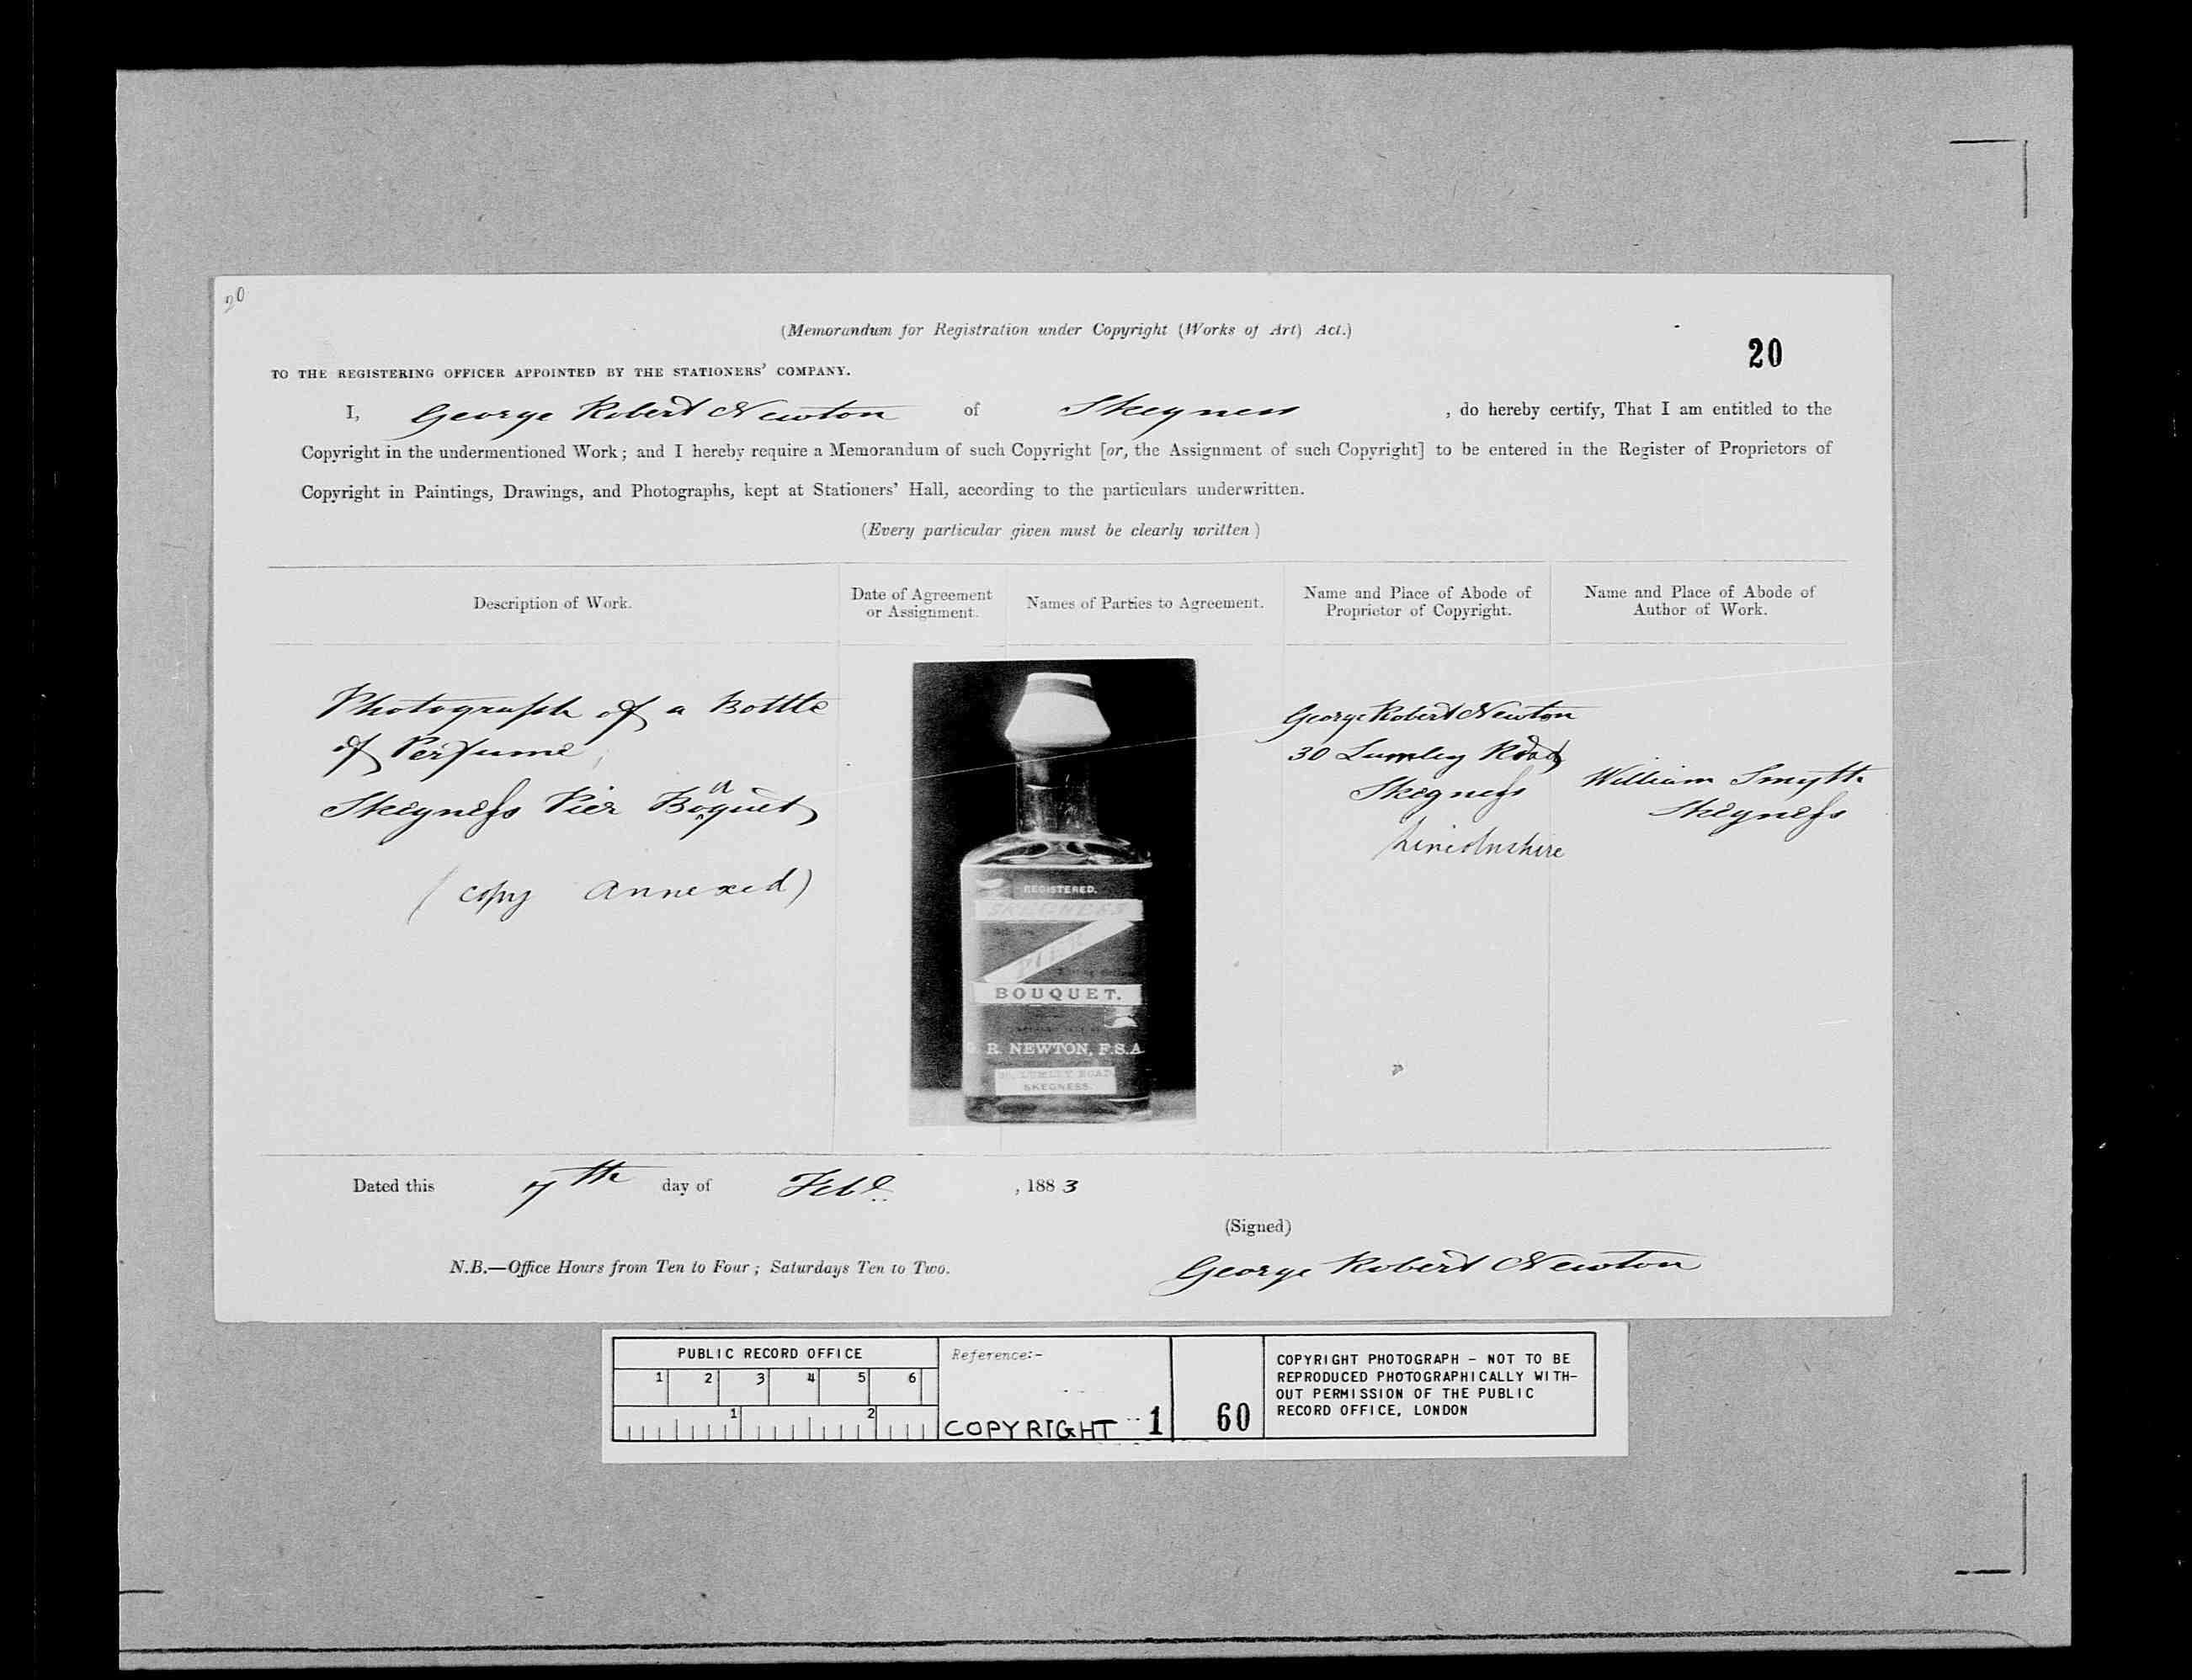 20
(Memorandum for Registration under Copyright (Works of Art) Act.)
20
TO THE REGISTERING OFFICER APPOINTED BY THE STATIONERS' COMPANY.
I, George Robert Newton of Skegness, do hereby certify, That I am entitled to the
Copyright in the undermentioned Work; and I hereby require a Memorandum of such Copyright [or, the Assignment of such Copyright] to be entered in the Register of Proprietors of
Copyright in Paintings, Drawings, and Photographs, kept at Stationers' Hall, according to the particulars underwritten.
(Every particular given must be clearly written)
Description of Work.
Date of Agreement
or Assignment.
Names of Parties to Agreement.
Name and Place of Abode of
Proprietor of Copyright.
Name and Place of Abode of
Author of Work.
Photograph of a Bottle
of Perfume,
Skegness Pier Bouquet
(copy annexed)
REGISTERED.
SKEGNESS
PIER
BOUQUET.
R. NEWTON, F.S.A.
LUMLEY ROAD,
SKEGNESS.
George Robert Newton
30 Lumley Road
Skegness
Lincolnshire
William Smyth
Skegness
Dated this 7th day of Feby, 1883
(Signed)
N.B.—Office Hours from Ten to Four; Saturdays Ten to Two.
George Robert Newton
PUBLIC RECORD OFFICE
1 2 3 4 5 6
1 2
Reference:-
COPYRIGHT 1
60
COPYRIGHT PHOTOGRAPH - NOT TO BE
REPRODUCED PHOTOGRAPHICALLY WITH-
OUT PERMISSION OF THE PUBLIC
RECORD OFFICE, LONDON